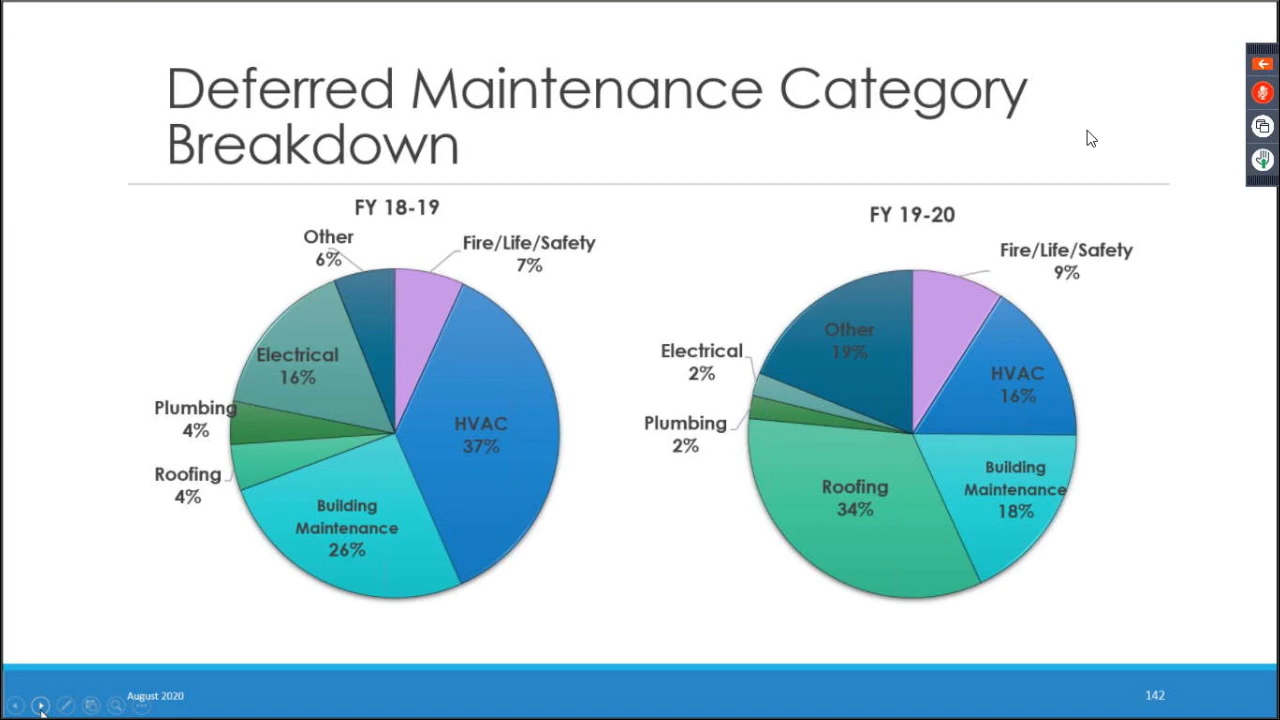 Deferred Maintenance Category
Breakdown
FY 18-19
Other
6%
Fire/Life/Safety
7%
Electrical
16%
Plumbing
4%
HVAC
37%
Roofing
4%
Building
Maintenance
26%
FY 19-20
Fire/Life/Safety
9%
Other
19%
Electrical
2%
HVAC
16%
Plumbing
2%
Building
Maintenance
18%
Roofing
34%
August 2020
142